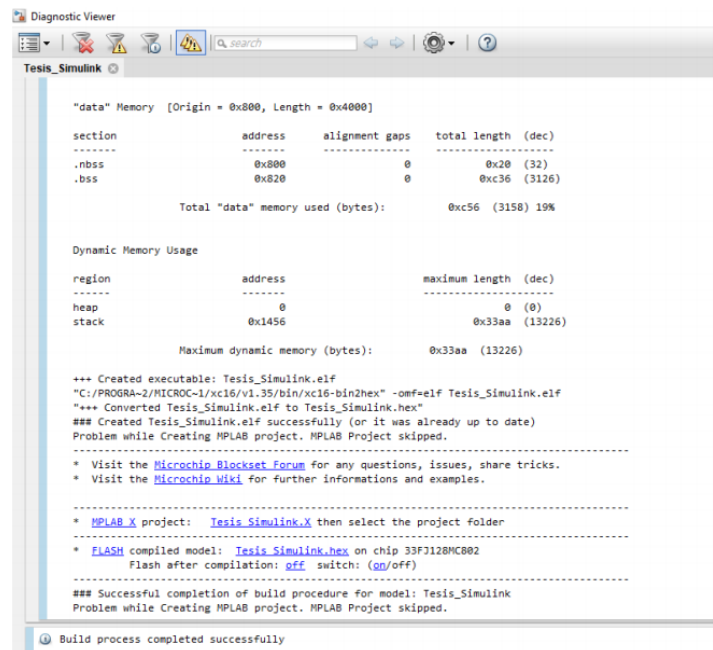 Diagnostic Viewer
search
Tesis_Simulink
"data" Memory [Origin = 0x800, Length = 0x4000]
section address alignment gaps total length (dec)
------- ------- -------------- -------------------
.nbss 0x800 0 0x20 (32)
.bss 0x820 0 0xc36 (3126)
Total "data" memory used (bytes): 0xc56 (3158) 19%
Dynamic Memory Usage
region address maximum length (dec)
------ ------- ---------------------
heap 0 0 (0)
stack 0x1456 0x33aa (13226)
Maximum dynamic memory (bytes): 0x33aa (13226)
+++ Created executable: Tesis_Simulink.elf
"C:/PROGRA~2/MICROC~1/xc16/v1.35/bin/xc16-bin2hex" -omf=elf Tesis_Simulink.elf
"+++ Converted Tesis_Simulink.elf to Tesis_Simulink.hex"
### Created Tesis_Simulink.elf successfully (or it was already up to date)
Problem while Creating MPLAB project. MPLAB Project skipped.
--------------------------------------------------------------------------------
* Visit the Microchip Blockset Forum for any questions, issues, share tricks.
* Visit the Microchip Wiki for further informations and examples.
--------------------------------------------------------------------------------
* MPLAB X project: Tesis_Simulink.X then select the project folder
--------------------------------------------------------------------------------
* FLASH compiled model: Tesis_Simulink.hex on chip 33FJ128MC802
Flash after compilation: off switch: (on/off)
--------------------------------------------------------------------------------
### Successful completion of build procedure for model: Tesis_Simulink
Problem while Creating MPLAB project. MPLAB Project skipped.
Build process completed successfully